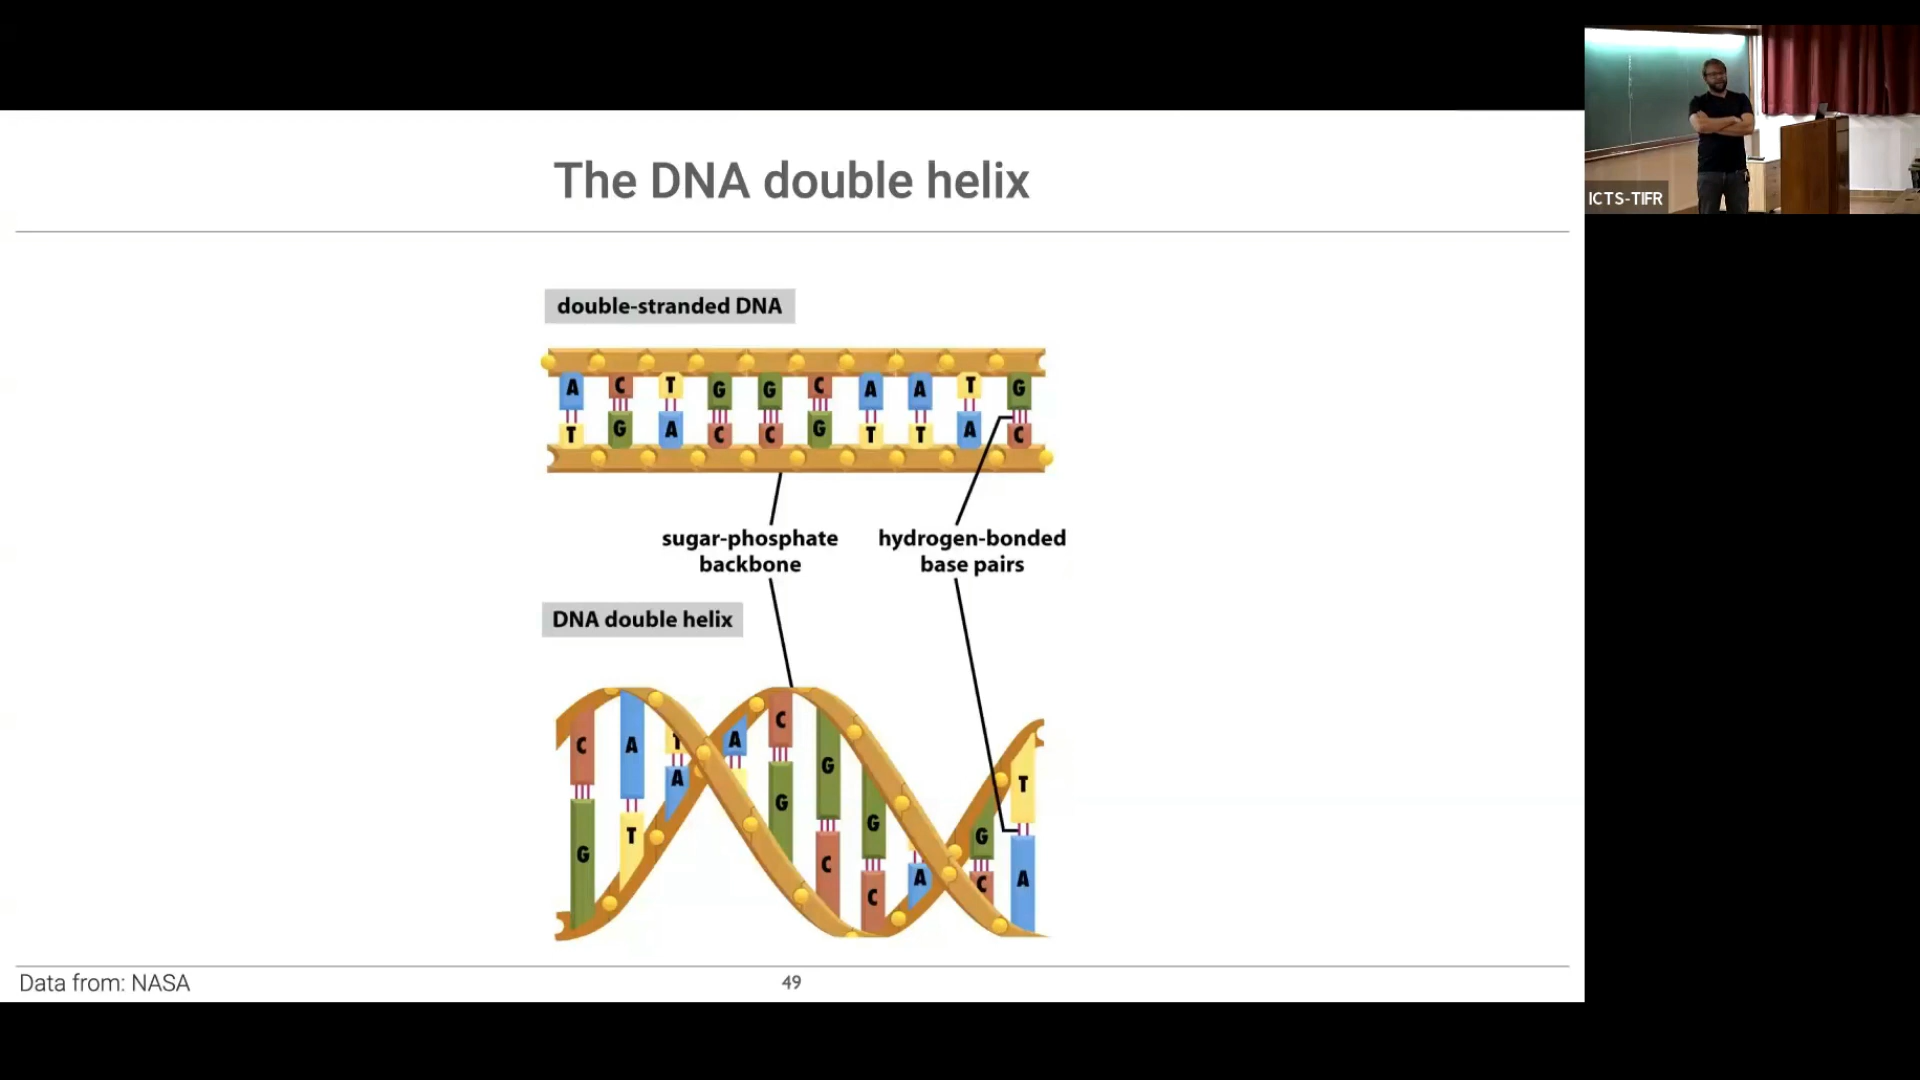 The DNA double helix
ICTS-TIFR
double-stranded DNA
A C T G G C A A T G
T G A C C G T T A C
sugar-phosphate
backbone
hydrogen-bonded
base pairs
DNA double helix
C A T A C G G A G T
G T A G C C C A
Data from: NASA
49